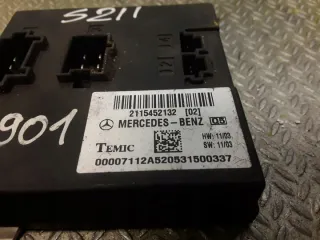 S211
901
2115452132 [02]
MERCEDES-BENZ
TEMIC
HW: 11/03
SW: 11/03
00007112A520531500337